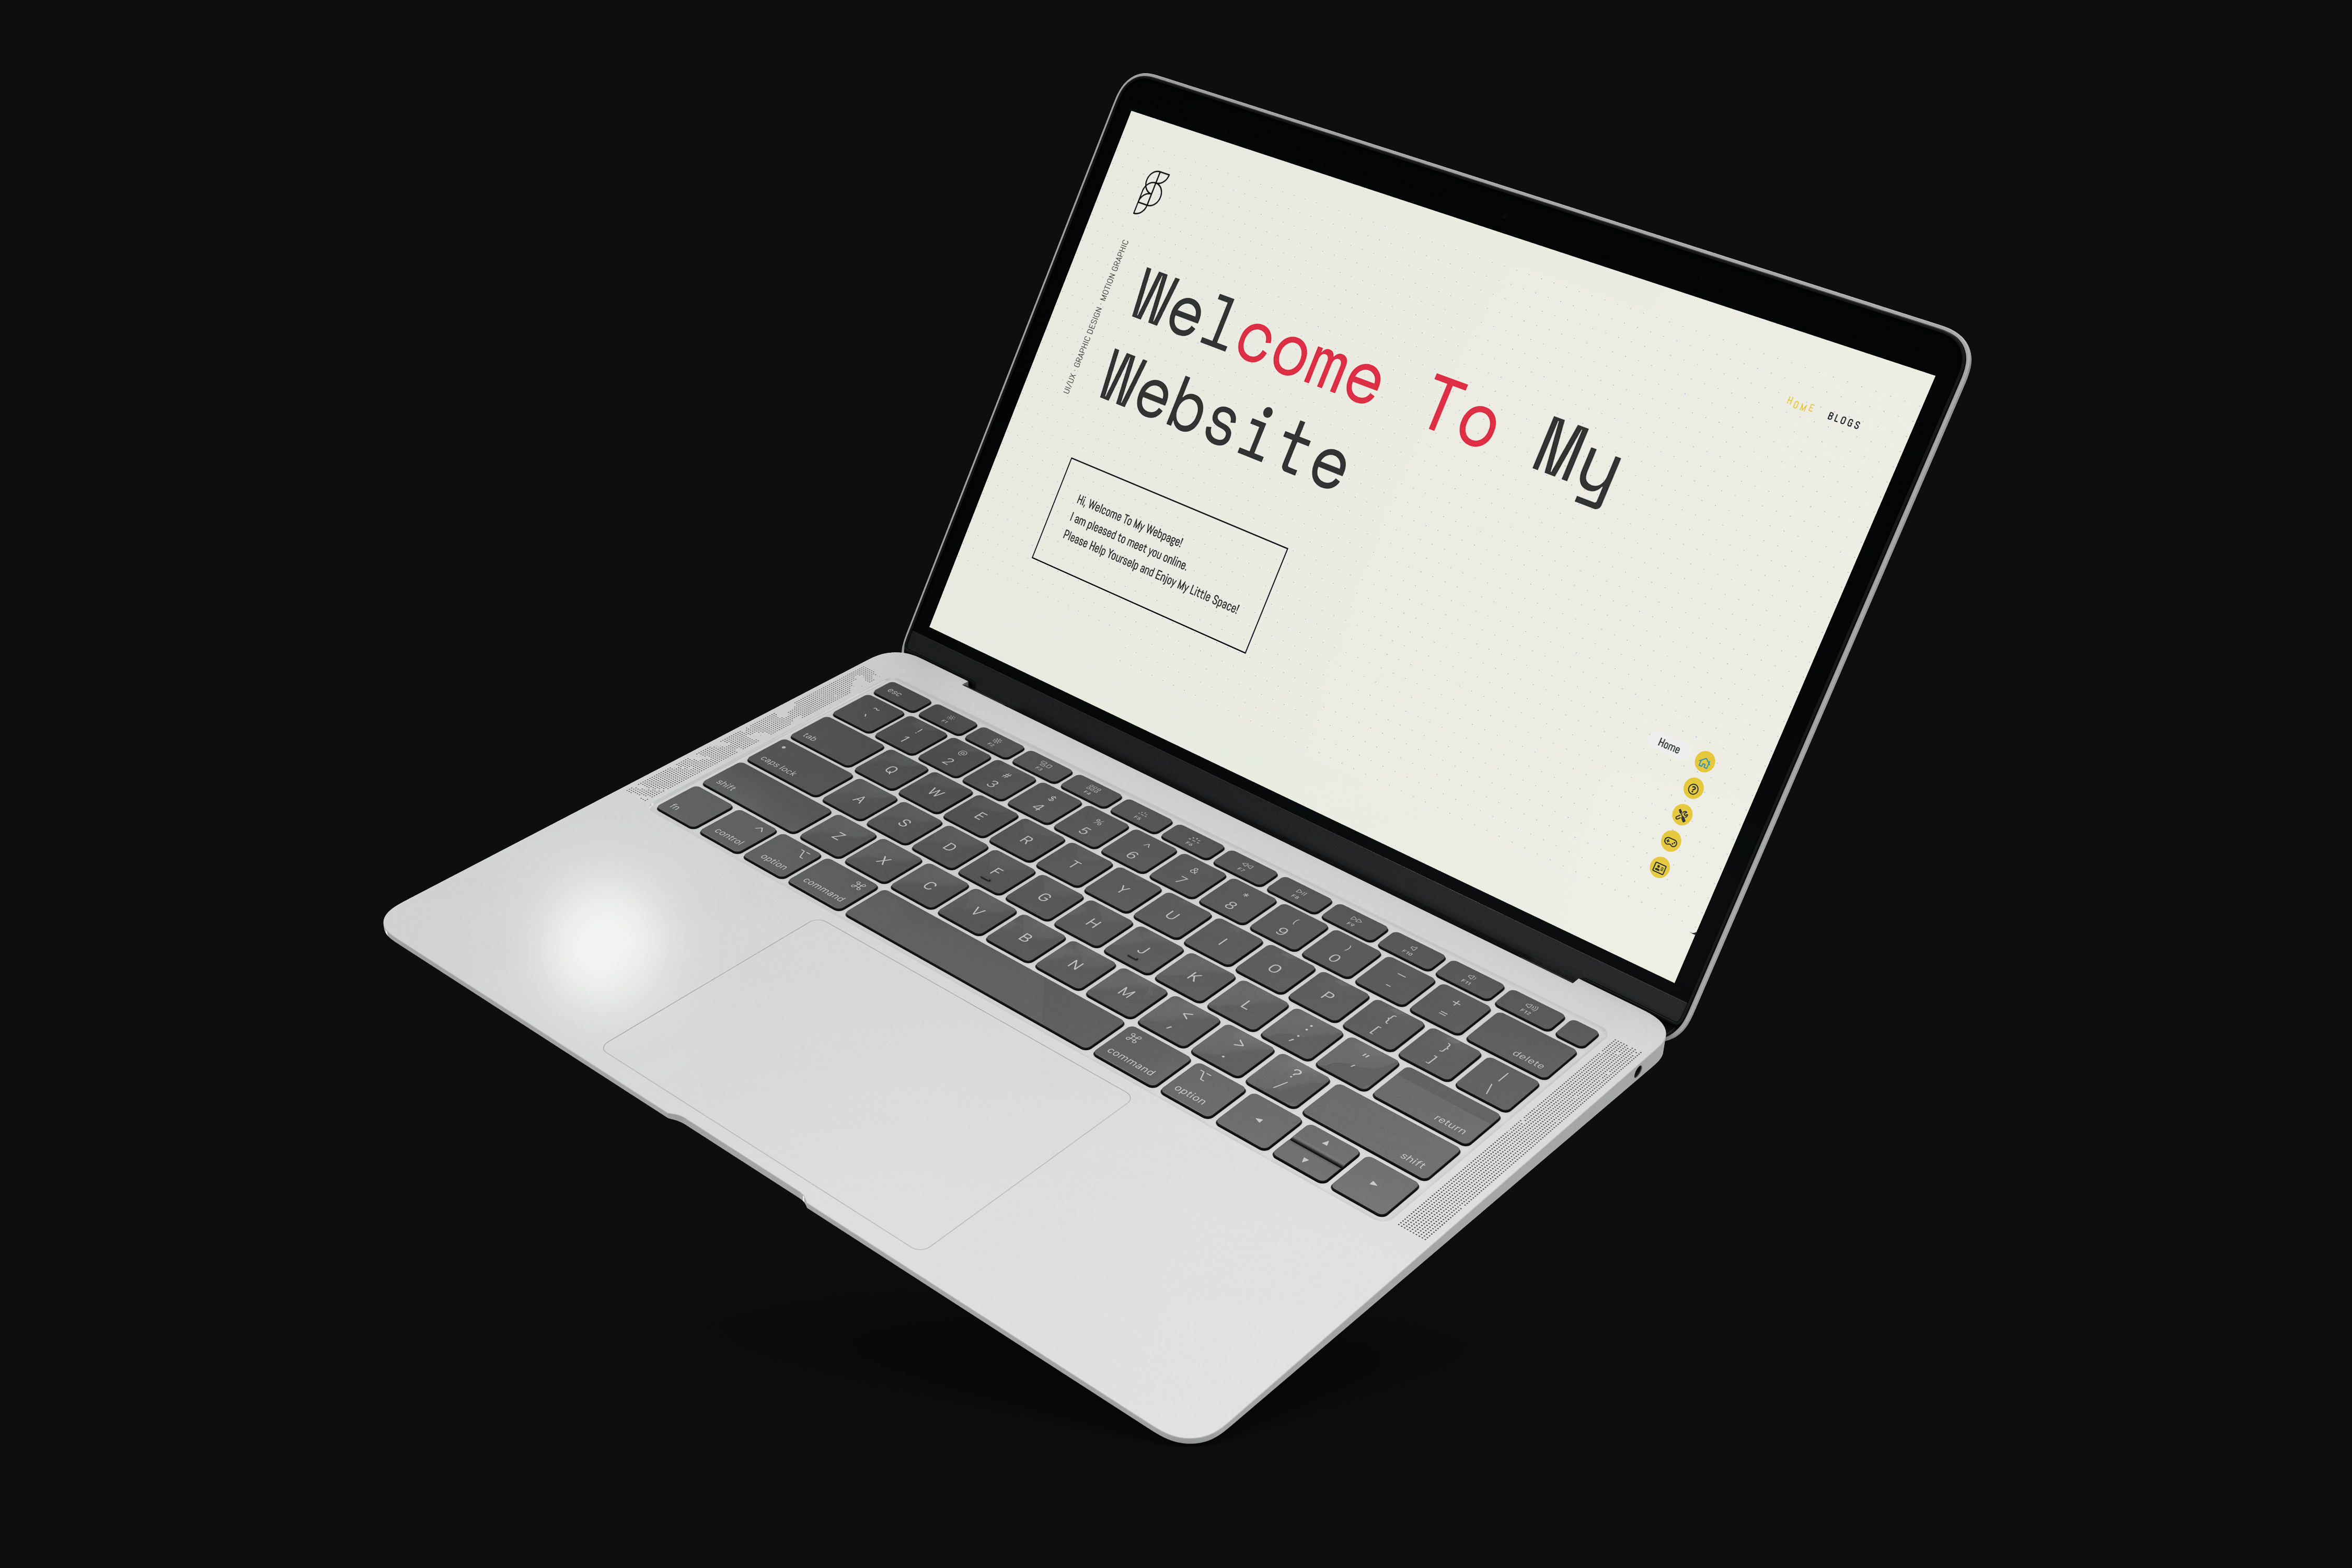 HOME BLOGS
UI/UX · GRAPHIC DESIGN · MOTION GRAPHIC
Welcome To My
Website
Hi, Welcome To My Webpage!
I am pleased to meet you online.
Please Help Yourselp and Enjoy My Little Space!
Home
esc
~ `
! 1
@ 2
# 3
$ 4
% 5
^ 6
& 7
* 8
( 9
) 0
_ -
+ =
delete
tab Q W E R T Y U I O P { [ } ] | \
caps lock A S D F G H J K L : ; " ' return
shift Z X C V B N M < , > . ? / shift
fn control option command command option